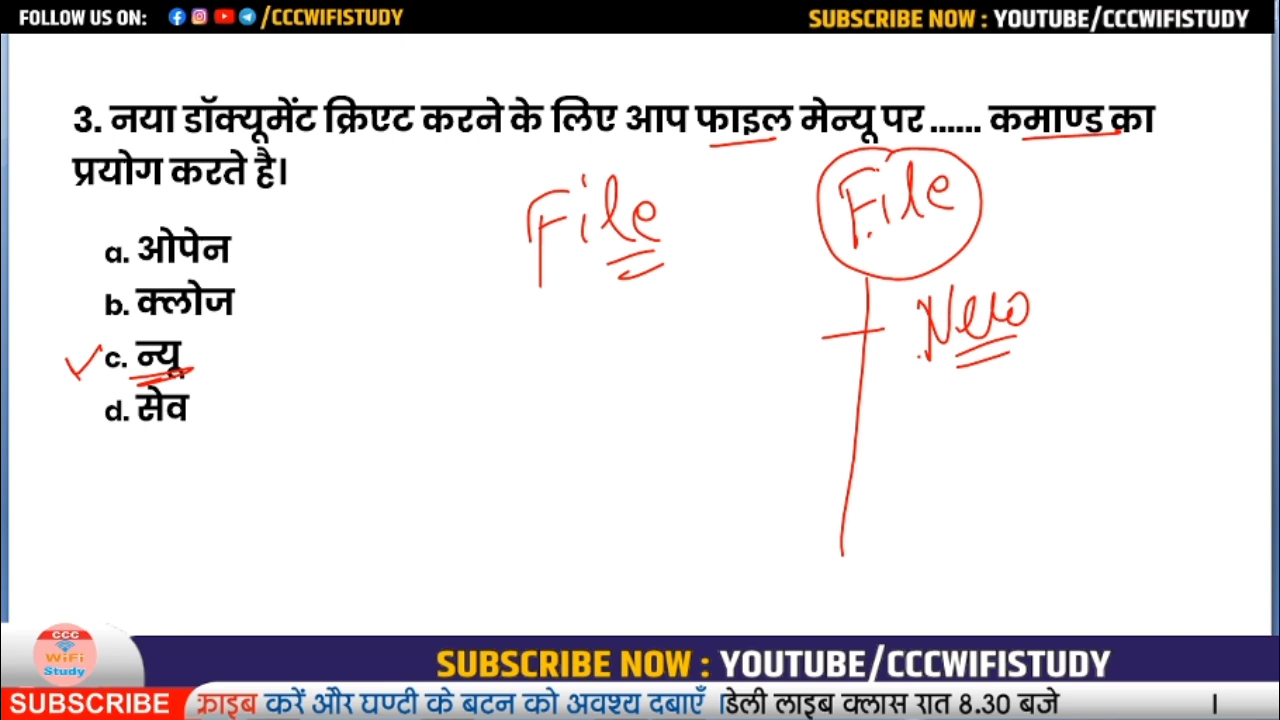 FOLLOW US ON: /CCCWIFISTUDY
SUBSCRIBE NOW : YOUTUBE/CCCWIFISTUDY
3. नया डॉक्यूमेंट क्रिएट करने के लिए आप फाइल मेन्यू पर ...... कमाण्ड का
प्रयोग करते है।
File
File
a. ओपेन
b. क्लोज
New
c. न्यू
d. सेव
CCC
WiFi
Study
SUBSCRIBE NOW : YOUTUBE/CCCWIFISTUDY
SUBSCRIBE
क्राइब करें और घण्टी के बटन को अवश्य दबाएँ । डेली लाइब क्लास रात 8.30 बजे ।